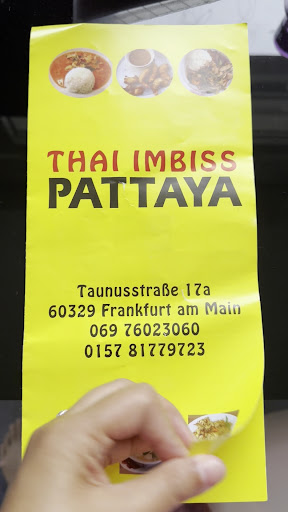 THAI IMBISS
PATTAYA
Taunusstraße 17a
60329 Frankfurt am Main
069 76023060
0157 81779723